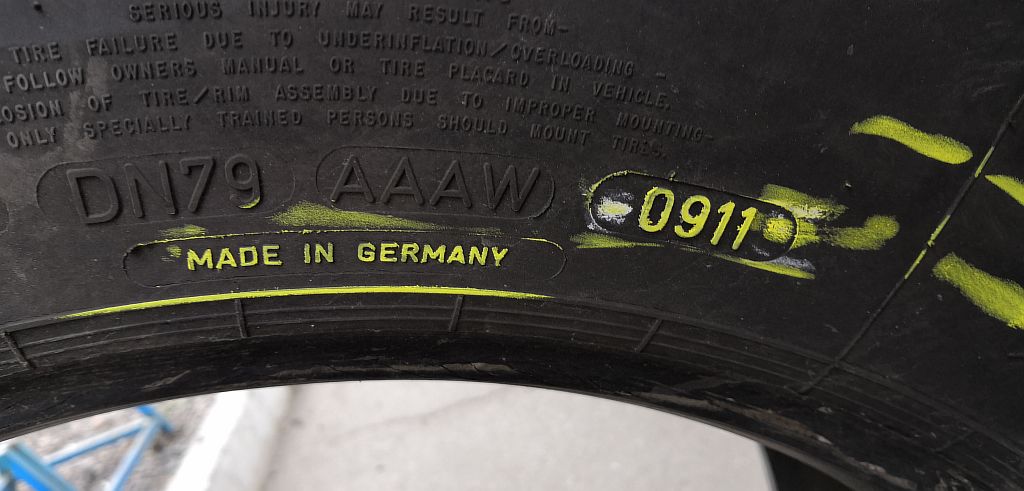 SERIOUS INJURY MAY RESULT FROM-
TIRE FAILURE DUE TO UNDERINFLATION/OVERLOADING -
FOLLOW OWNERS MANUAL OR TIRE PLACARD IN VEHICLE.
OSION OF TIRE/RIM ASSEMBLY DUE TO IMPROPER MOUNTING-
ONLY SPECIALLY TRAINED PERSONS SHOULD MOUNT TIRES.
DN79 AAAW 0911
MADE IN GERMANY